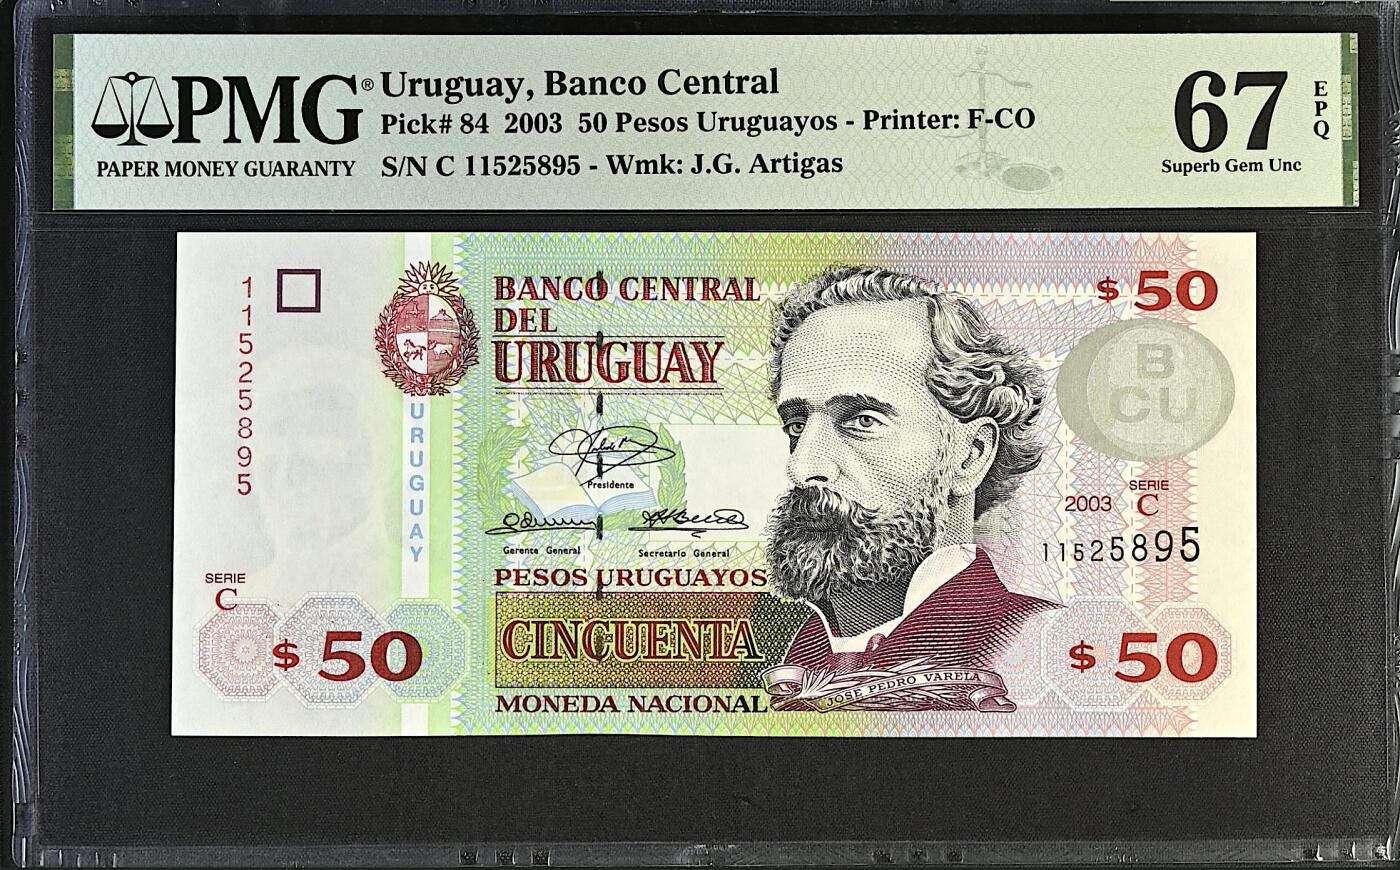 PMG®
PAPER MONEY GUARANTY
Uruguay, Banco Central
Pick# 84 2003 50 Pesos Uruguayos - Printer: F-CO
S/N C 11525895 - Wmk: J.G. Artigas
67
EPQ
Superb Gem Unc
11525895
URUGUAY
SERIE
C
$ 50
BANCO CENTRAL
DEL
URUGUAY
Presidente
Gerente General
Secretario General
PESOS URUGUAYOS
CINCUENTA
MONEDA NACIONAL
JOSE PEDRO VARELA
$ 50
B
CU
2003
SERIE
C
11525895
$ 50